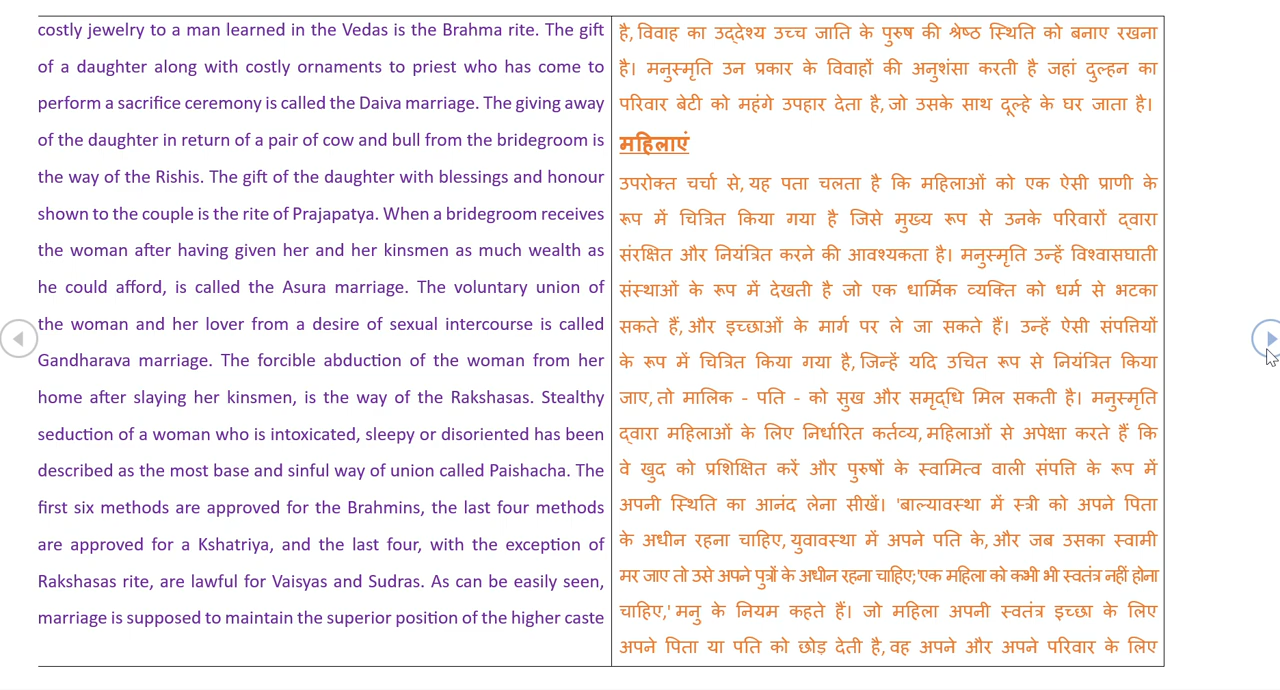 costly jewelry to a man learned in the Vedas is the Brahma rite. The gift
of a daughter along with costly ornaments to priest who has come to
perform a sacrifice ceremony is called the Daiva marriage. The giving away
of the daughter in return of a pair of cow and bull from the bridegroom is
the way of the Rishis. The gift of the daughter with blessings and honour
shown to the couple is the rite of Prajapatya. When a bridegroom receives
the woman after having given her and her kinsmen as much wealth as
he could afford, is called the Asura marriage. The voluntary union of
the woman and her lover from a desire of sexual intercourse is called
Gandharava marriage. The forcible abduction of the woman from her
home after slaying her kinsmen, is the way of the Rakshasas. Stealthy
seduction of a woman who is intoxicated, sleepy or disoriented has been
described as the most base and sinful way of union called Paishacha. The
first six methods are approved for the Brahmins, the last four methods
are approved for a Kshatriya, and the last four, with the exception of
Rakshasas rite, are lawful for Vaisyas and Sudras. As can be easily seen,
marriage is supposed to maintain the superior position of the higher caste
है, विवाह का उद्देश्य उच्च जाति के पुरुष की श्रेष्ठ स्थिति को बनाए रखना
है। मनुस्मृति उन प्रकार के विवाहों की अनुशंसा करती है जहां दुल्हन का
परिवार बेटी को महंगे उपहार देता है, जो उसके साथ दूल्हे के घर जाता है।
महिलाएं
उपरोक्त चर्चा से, यह पता चलता है कि महिलाओं को एक ऐसी प्राणी के
रूप में चित्रित किया गया है जिसे मुख्य रूप से उनके परिवारों द्वारा
संरक्षित और नियंत्रित करने की आवश्यकता है। मनुस्मृति उन्हें विश्वासघाती
संस्थाओं के रूप में देखती है जो एक धार्मिक व्यक्ति को धर्म से भटका
सकते हैं, और इच्छाओं के मार्ग पर ले जा सकते हैं। उन्हें ऐसी संपत्तियों
के रूप में चित्रित किया गया है, जिन्हें यदि उचित रूप से नियंत्रित किया
जाए, तो मालिक - पति - को सुख और समृद्धि मिल सकती है। मनुस्मृति
द्वारा महिलाओं के लिए निर्धारित कर्तव्य, महिलाओं से अपेक्षा करते हैं कि
वे खुद को प्रशिक्षित करें और पुरुषों के स्वामित्व वाली संपत्ति के रूप में
अपनी स्थिति का आनंद लेना सीखें। 'बाल्यावस्था में स्त्री को अपने पिता
के अधीन रहना चाहिए, युवावस्था में अपने पति के, और जब उसका स्वामी
मर जाए तो उसे अपने पुत्रों के अधीन रहना चाहिए;'एक महिला को कभी भी स्वतंत्र नहीं होना
चाहिए,' मनु के नियम कहते हैं। जो महिला अपनी स्वतंत्र इच्छा के लिए
अपने पिता या पति को छोड़ देती है, वह अपने और अपने परिवार के लिए